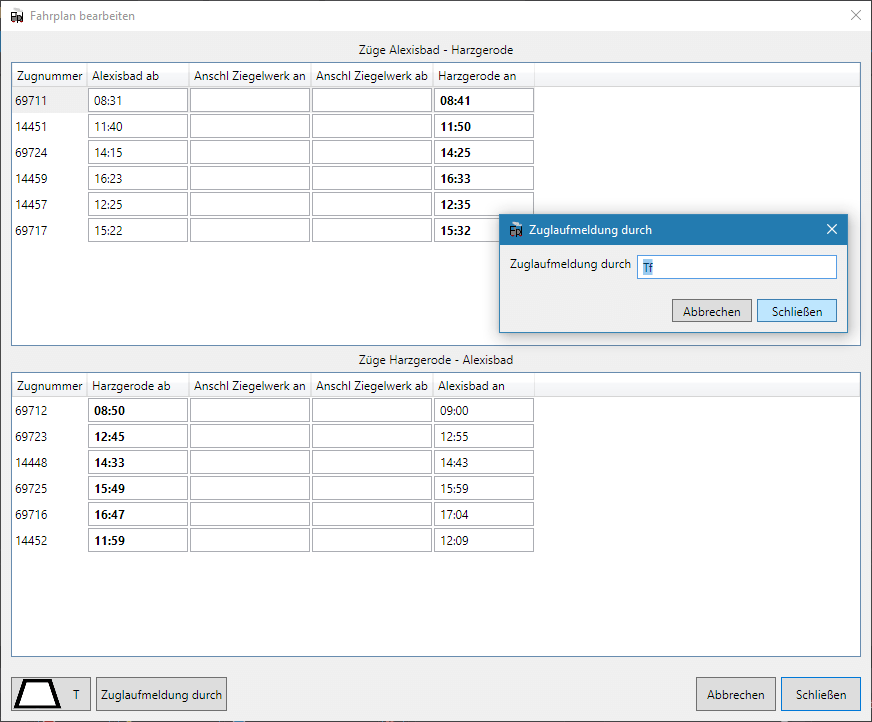 Fahrplan bearbeiten
Züge Alexisbad - Harzgerode
Zugnummer Alexisbad ab Anschl Ziegelwerk an Anschl Ziegelwerk ab Harzgerode an
69711 08:31 08:41
14451 11:40 11:50
69724 14:15 14:25
14459 16:23 16:33
14457 12:25 12:35
69717 15:22 15:32
Zuglaufmeldung durch
Zuglaufmeldung durch Tf
Abbrechen Schließen
Züge Harzgerode - Alexisbad
Zugnummer Harzgerode ab Anschl Ziegelwerk an Anschl Ziegelwerk ab Alexisbad an
69712 08:50 09:00
69723 12:45 12:55
14448 14:33 14:43
69725 15:49 15:59
69716 16:47 17:04
14452 11:59 12:09
T Zuglaufmeldung durch Abbrechen Schließen